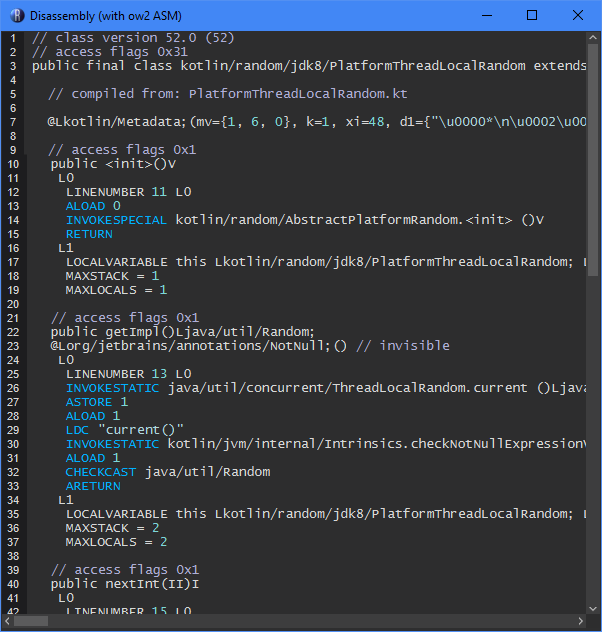 Disassembly (with ow2 ASM)
1 // class version 52.0 (52)
2 // access flags 0x31
3 public final class kotlin/random/jdk8/PlatformThreadLocalRandom extends
4
5 // compiled from: PlatformThreadLocalRandom.kt
6
7 @Lkotlin/Metadata;(mv={1, 6, 0}, k=1, xi=48, d1={"\u0000*\n\u0002\u00
8
9 // access flags 0x1
10 public <init>()V
11 L0
12 LINENUMBER 11 L0
13 ALOAD 0
14 INVOKESPECIAL kotlin/random/AbstractPlatformRandom.<init> ()V
15 RETURN
16 L1
17 LOCALVARIABLE this Lkotlin/random/jdk8/PlatformThreadLocalRandom; L
18 MAXSTACK = 1
19 MAXLOCALS = 1
20
21 // access flags 0x1
22 public getImpl()Ljava/util/Random;
23 @Lorg/jetbrains/annotations/NotNull;() // invisible
24 L0
25 LINENUMBER 13 L0
26 INVOKESTATIC java/util/concurrent/ThreadLocalRandom.current ()Ljava
27 ASTORE 1
28 ALOAD 1
29 LDC "current()"
30 INVOKESTATIC kotlin/jvm/internal/Intrinsics.checkNotNullExpressionV
31 ALOAD 1
32 CHECKCAST java/util/Random
33 ARETURN
34 L1
35 LOCALVARIABLE this Lkotlin/random/jdk8/PlatformThreadLocalRandom; L
36 MAXSTACK = 2
37 MAXLOCALS = 2
38
39 // access flags 0x1
40 public nextInt(II)I
41 L0
42 LINENUMBER 15 L0